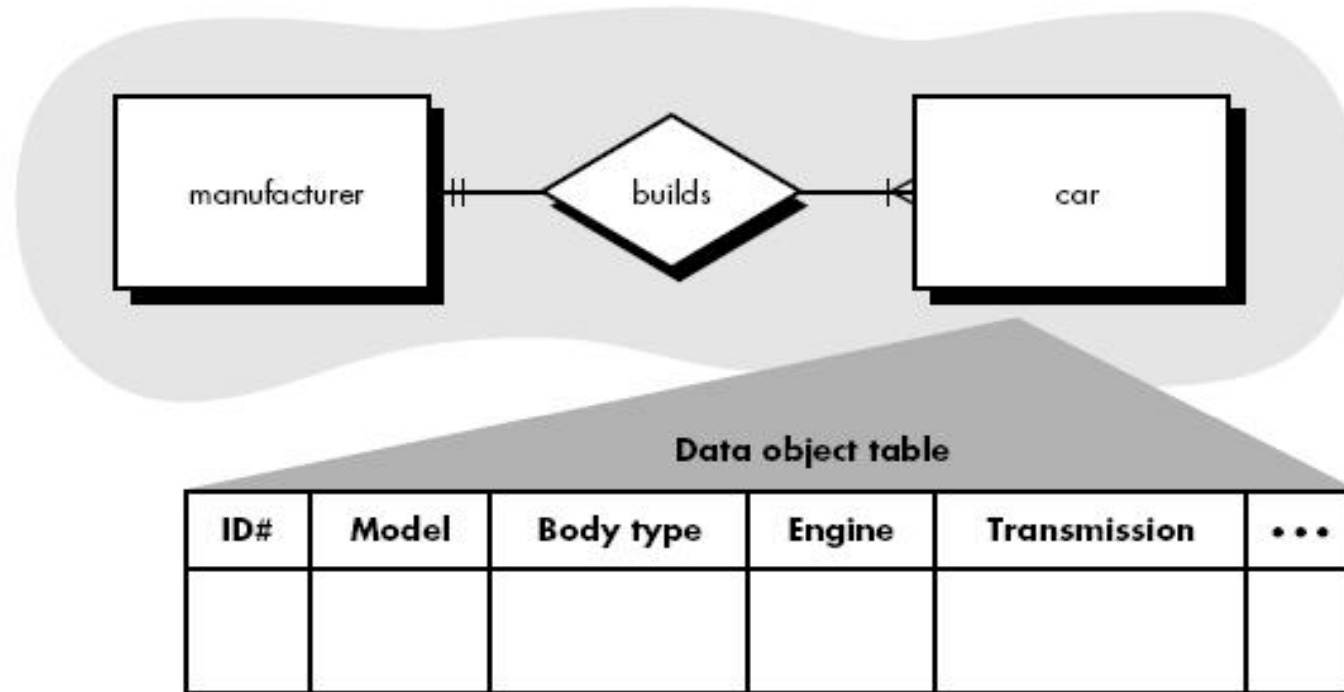 manufacturer builds car
Data object table
ID# Model Body type Engine Transmission •••